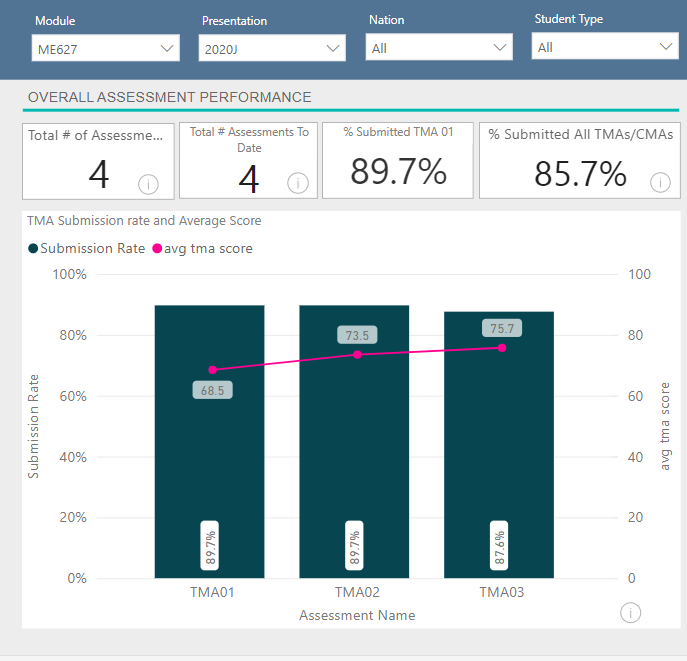 Module
Presentation
Nation
Student Type
ME627
2020J
All
All
OVERALL ASSESSMENT PERFORMANCE
Total # of Assessme...
4
Total # Assessments To
Date
4
% Submitted TMA 01
89.7%
% Submitted All TMAs/CMAs
85.7%
TMA Submission rate and Average Score
Submission Rate
avg tma score
100%
80%
60%
40%
20%
0%
Submission Rate
68.5
73.5
75.7
89.7%
89.7%
87.6%
100
80
60
40
20
0
avg tma score
TMA01
TMA02
TMA03
Assessment Name